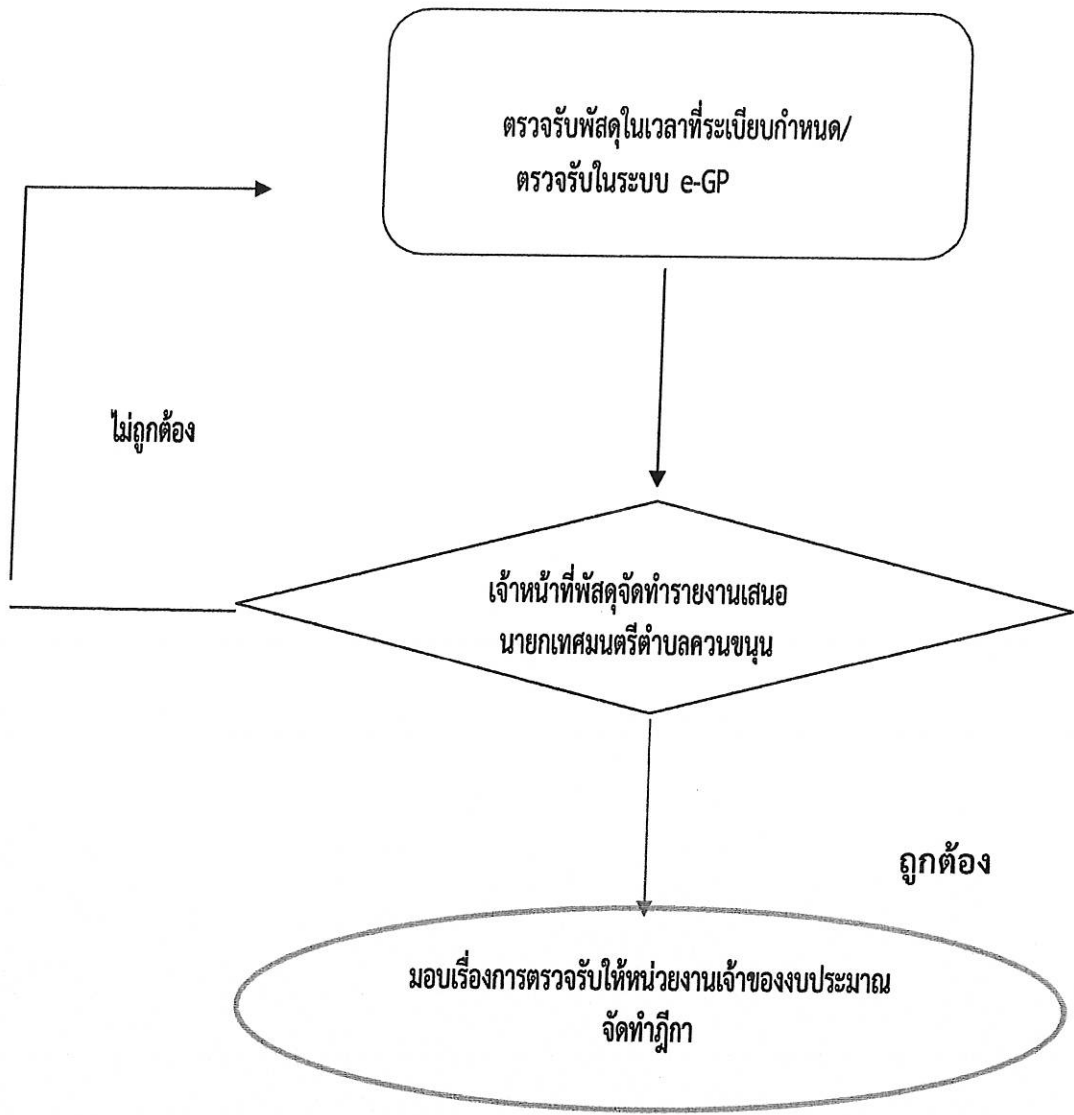 ตรวจรับพัสดุในเวลาที่ระเบียบกำหนด/
ตรวจรับในระบบ e-GP
ไม่ถูกต้อง
เจ้าหน้าที่พัสดุจัดทำรายงานเสนอ
นายกเทศมนตรีตำบลควนขนุน
ถูกต้อง
มอบเรื่องการตรวจรับให้หน่วยงานเจ้าของงบประมาณ
จัดทำฎีกา